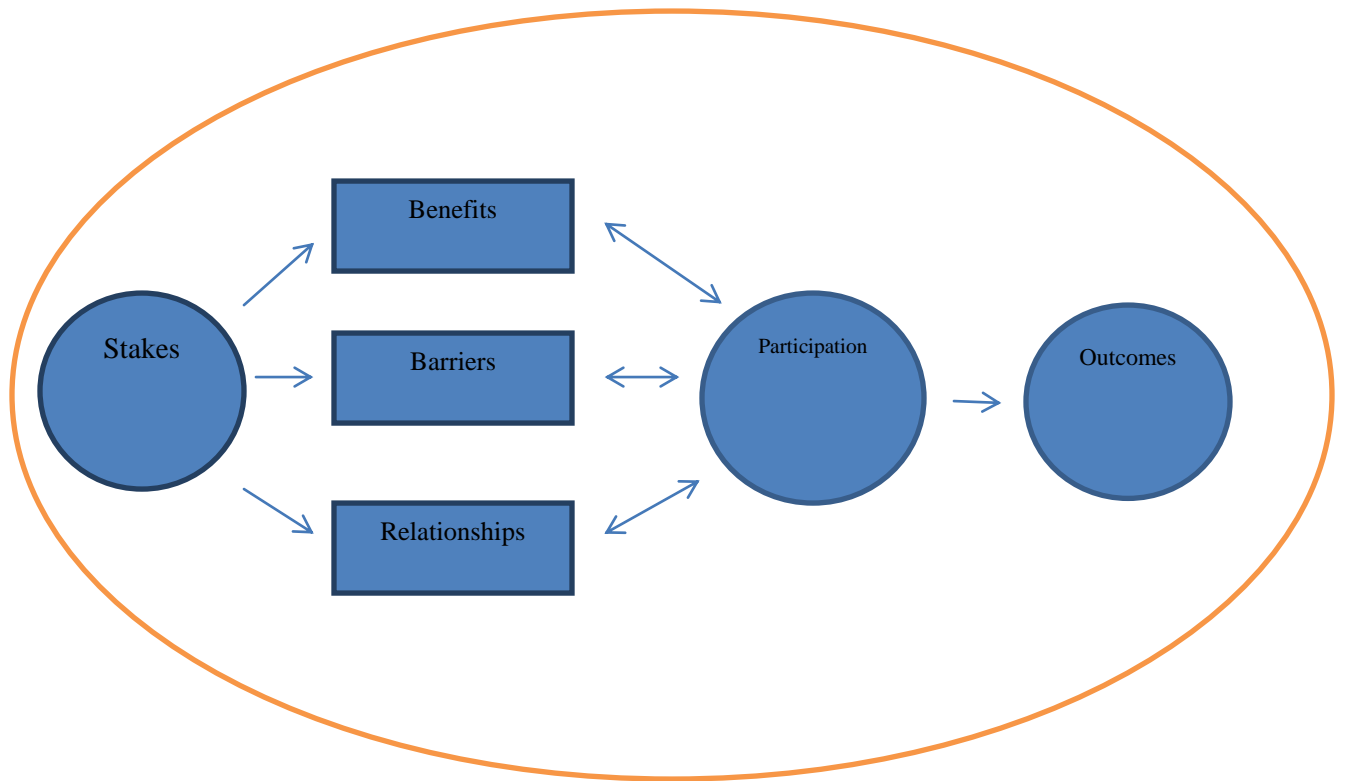 Benefits
Stakes
Barriers
Participation
Outcomes
Relationships